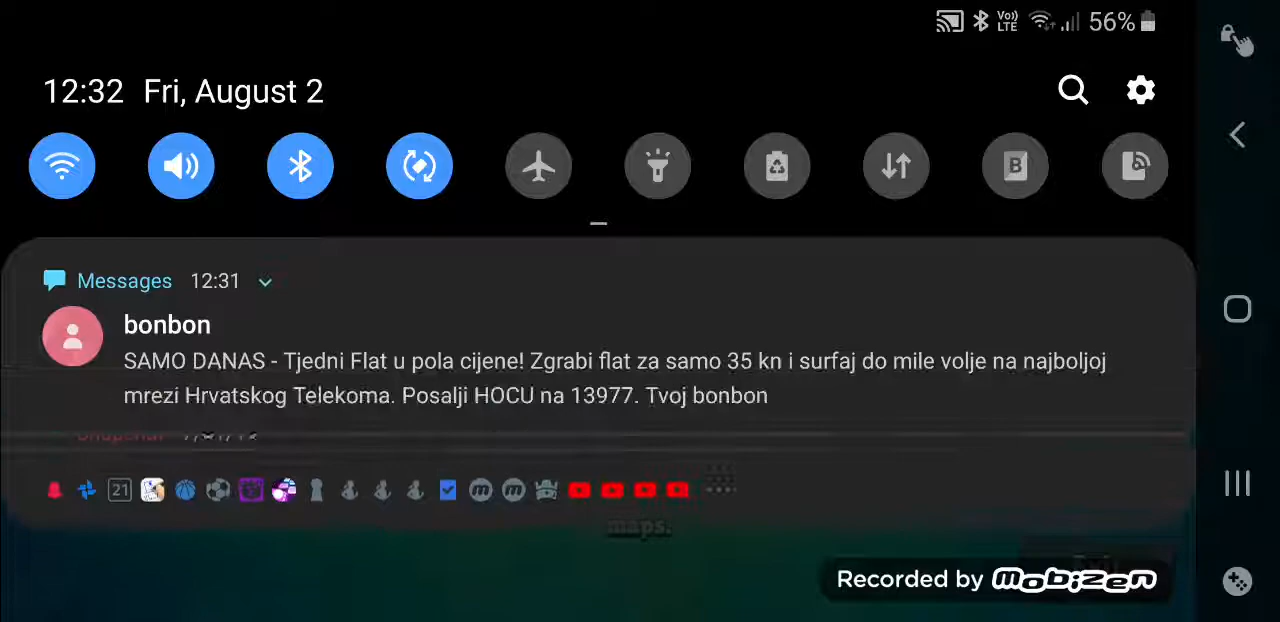 Vo)) LTE 56%
12:32 Fri, August 2
B
Messages 12:31
bonbon
SAMO DANAS - Tjedni Flat u pola cijene! Zgrabi flat za samo 35 kn i surfaj do mile volje na najboljoj
mrezi Hrvatskog Telekoma. Posalji HOCU na 13977. Tvoj bonbon
21
maps.
Recorded by mobizen